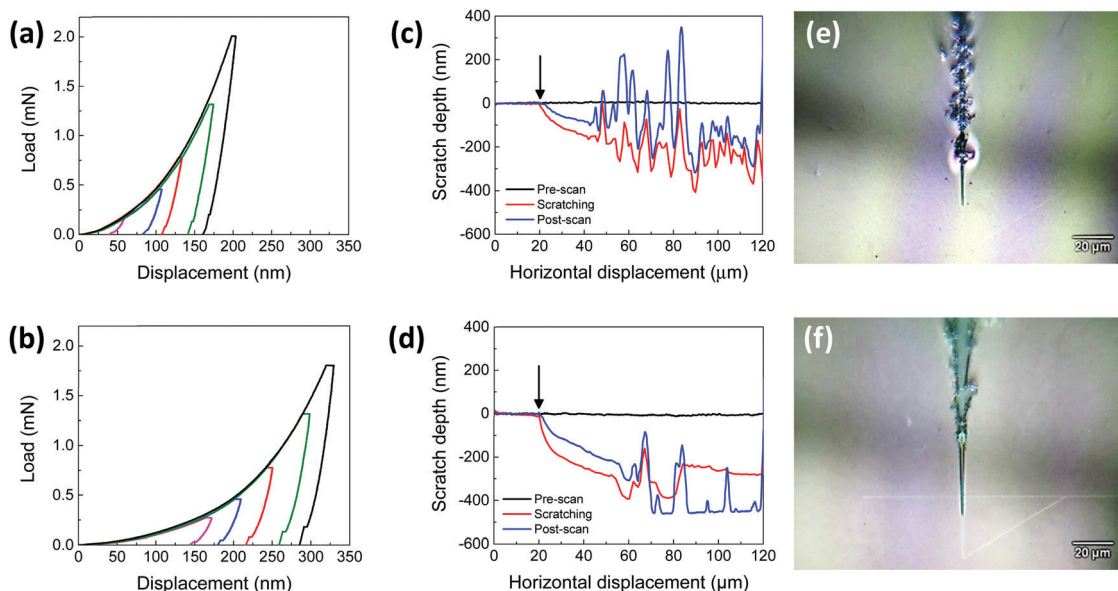 (a)
2.0
1.5
1.0
0.5
0.0
Load (mN)
0 50 100 150 200 250 300 350
Displacement (nm)
(c)
400
200
0
-200
-400
-600
Scratch depth (nm)
Pre-scan
Scratching
Post-scan
0 20 40 60 80 100 120
Horizontal displacement (μm)
(e)
20 µm
(b)
2.0
1.5
1.0
0.5
0.0
Load (mN)
0 50 100 150 200 250 300 350
Displacement (nm)
(d)
400
200
0
-200
-400
-600
Scratch depth (nm)
Pre-scan
Scratching
Post-scan
0 20 40 60 80 100 120
Horizontal displacement (µm)
(f)
20 µm